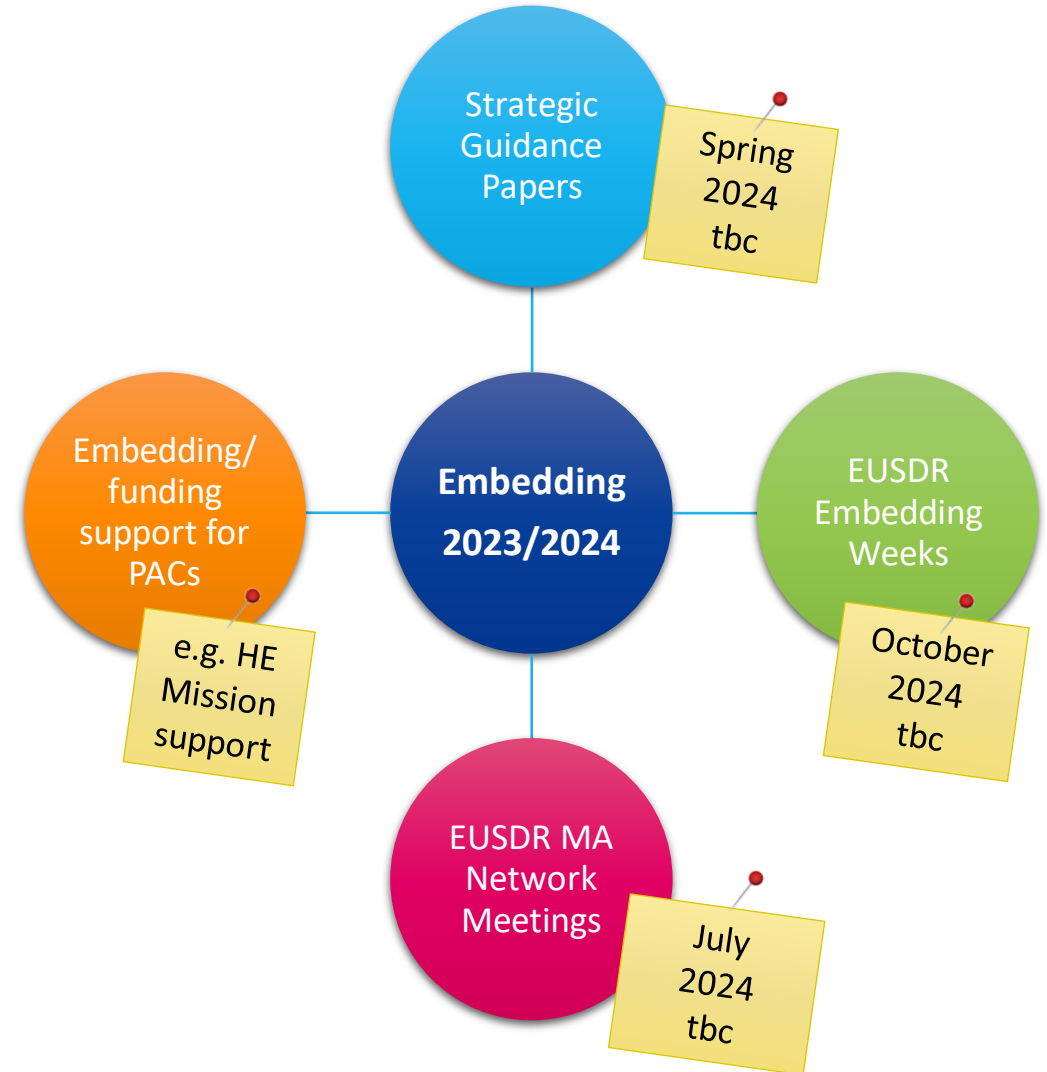 Strategic
Guidance
Papers
Spring
2024
tbc
Embedding/
funding
support for
PACs
e.g. HE
Mission
support
Embedding
2023/2024
EUSDR
Embedding
Weeks
October
2024
tbc
EUSDR MA
Network
Meetings
July
2024
tbc